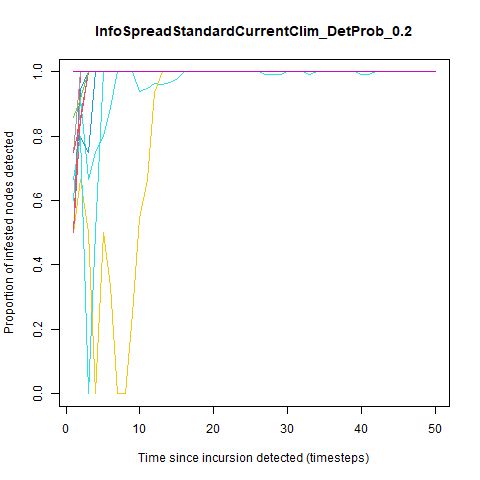 InfoSpreadStandardCurrentClim_DetProb_0.2
Proportion of infested nodes detected
1.0
0.8
0.6
0.4
0.2
0.0
0 10 20 30 40 50
Time since incursion detected (timesteps)